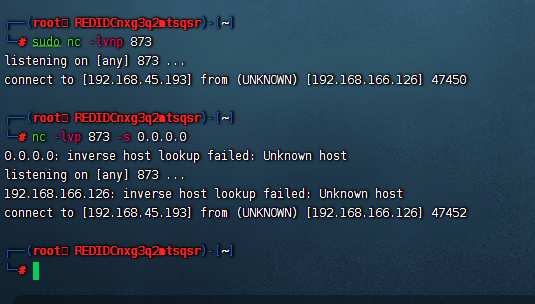 ┌──(root㉿ REDIDCnxg3q2mtsqsr)-[~]
└─# sudo nc -lvnp 873
listening on [any] 873 ...
connect to [192.168.45.193] from (UNKNOWN) [192.168.166.126] 47450
┌──(root㉿ REDIDCnxg3q2mtsqsr)-[~]
└─# nc -lvp 873 -s 0.0.0.0
0.0.0.0: inverse host lookup failed: Unknown host
listening on [any] 873 ...
192.168.166.126: inverse host lookup failed: Unknown host
connect to [192.168.45.193] from (UNKNOWN) [192.168.166.126] 47452
┌──(root㉿ REDIDCnxg3q2mtsqsr)-[~]
└─#